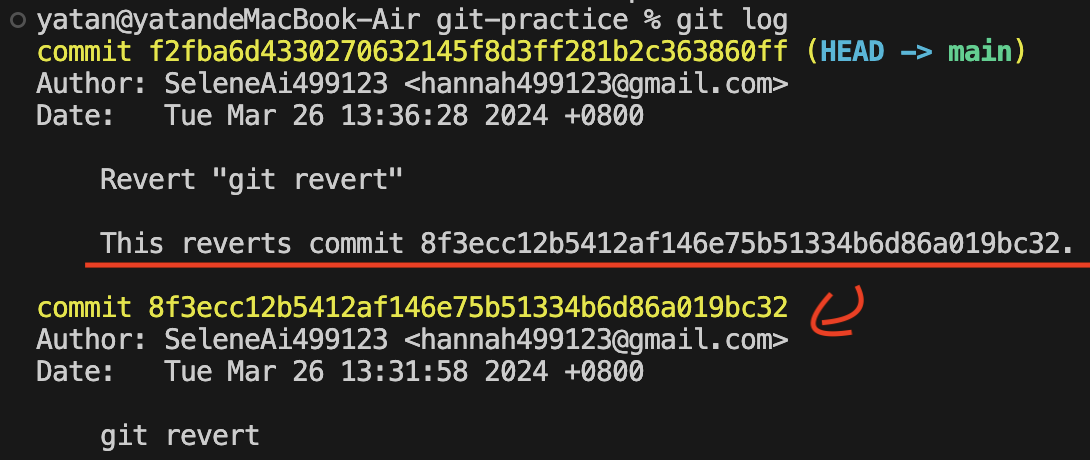 yatan@yatandeMacBook-Air git-practice % git log
commit f2fba6d4330270632145f8d3ff281b2c363860ff (HEAD -> main)
Author: SeleneAi499123 <hannah499123@gmail.com>
Date:   Tue Mar 26 13:36:28 2024 +0800
Revert "git revert"
This reverts commit 8f3ecc12b5412af146e75b51334b6d86a019bc32.
commit 8f3ecc12b5412af146e75b51334b6d86a019bc32
Author: SeleneAi499123 <hannah499123@gmail.com>
Date:   Tue Mar 26 13:31:58 2024 +0800
git revert